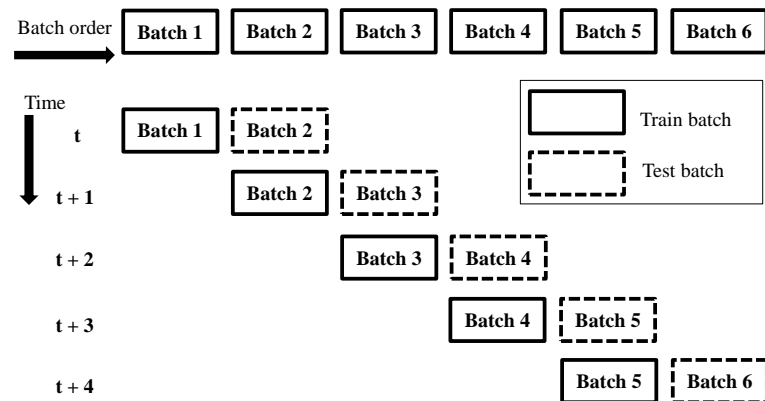 Batch order Batch 1 Batch 2 Batch 3 Batch 4 Batch 5 Batch 6
Time
t Batch 1 Batch 2
Train batch
Test batch
t + 1 Batch 2 Batch 3
t + 2 Batch 3 Batch 4
t + 3 Batch 4 Batch 5
t + 4 Batch 5 Batch 6